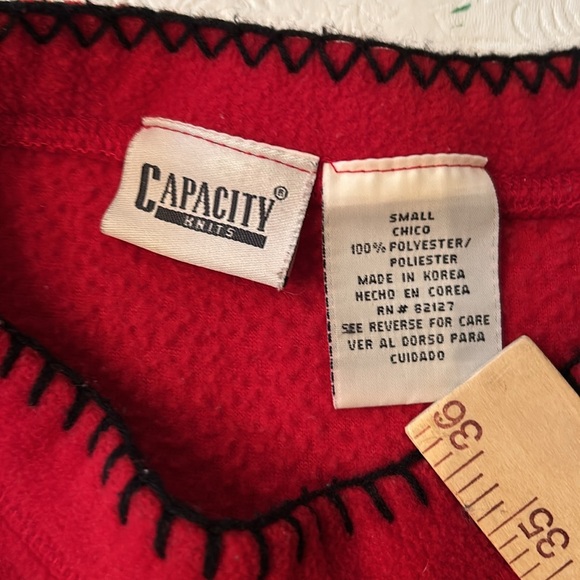 CAPACITY®
KNITS
SMALL
CHICO
100% POLYESTER/
POLIESTER
MADE IN KOREA
HECHO EN COREA
RN# 82127
SEE REVERSE FOR CARE
VER AL DORSO PARA
CUIDADO
36
35